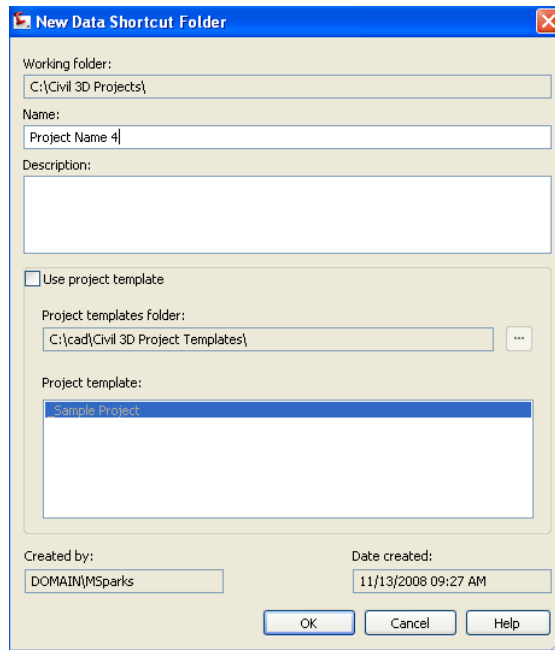 New Data Shortcut Folder
Working folder:
C:\Civil 3D Projects\
Name:
Project Name 4
Description:
Use project template
Project templates folder:
C:\cad\Civil 3D Project Templates\
...
Project template:
_Sample Project
Created by:
Date created:
DOMAIN\MSparks
11/13/2008 09:27 AM
OK
Cancel
Help